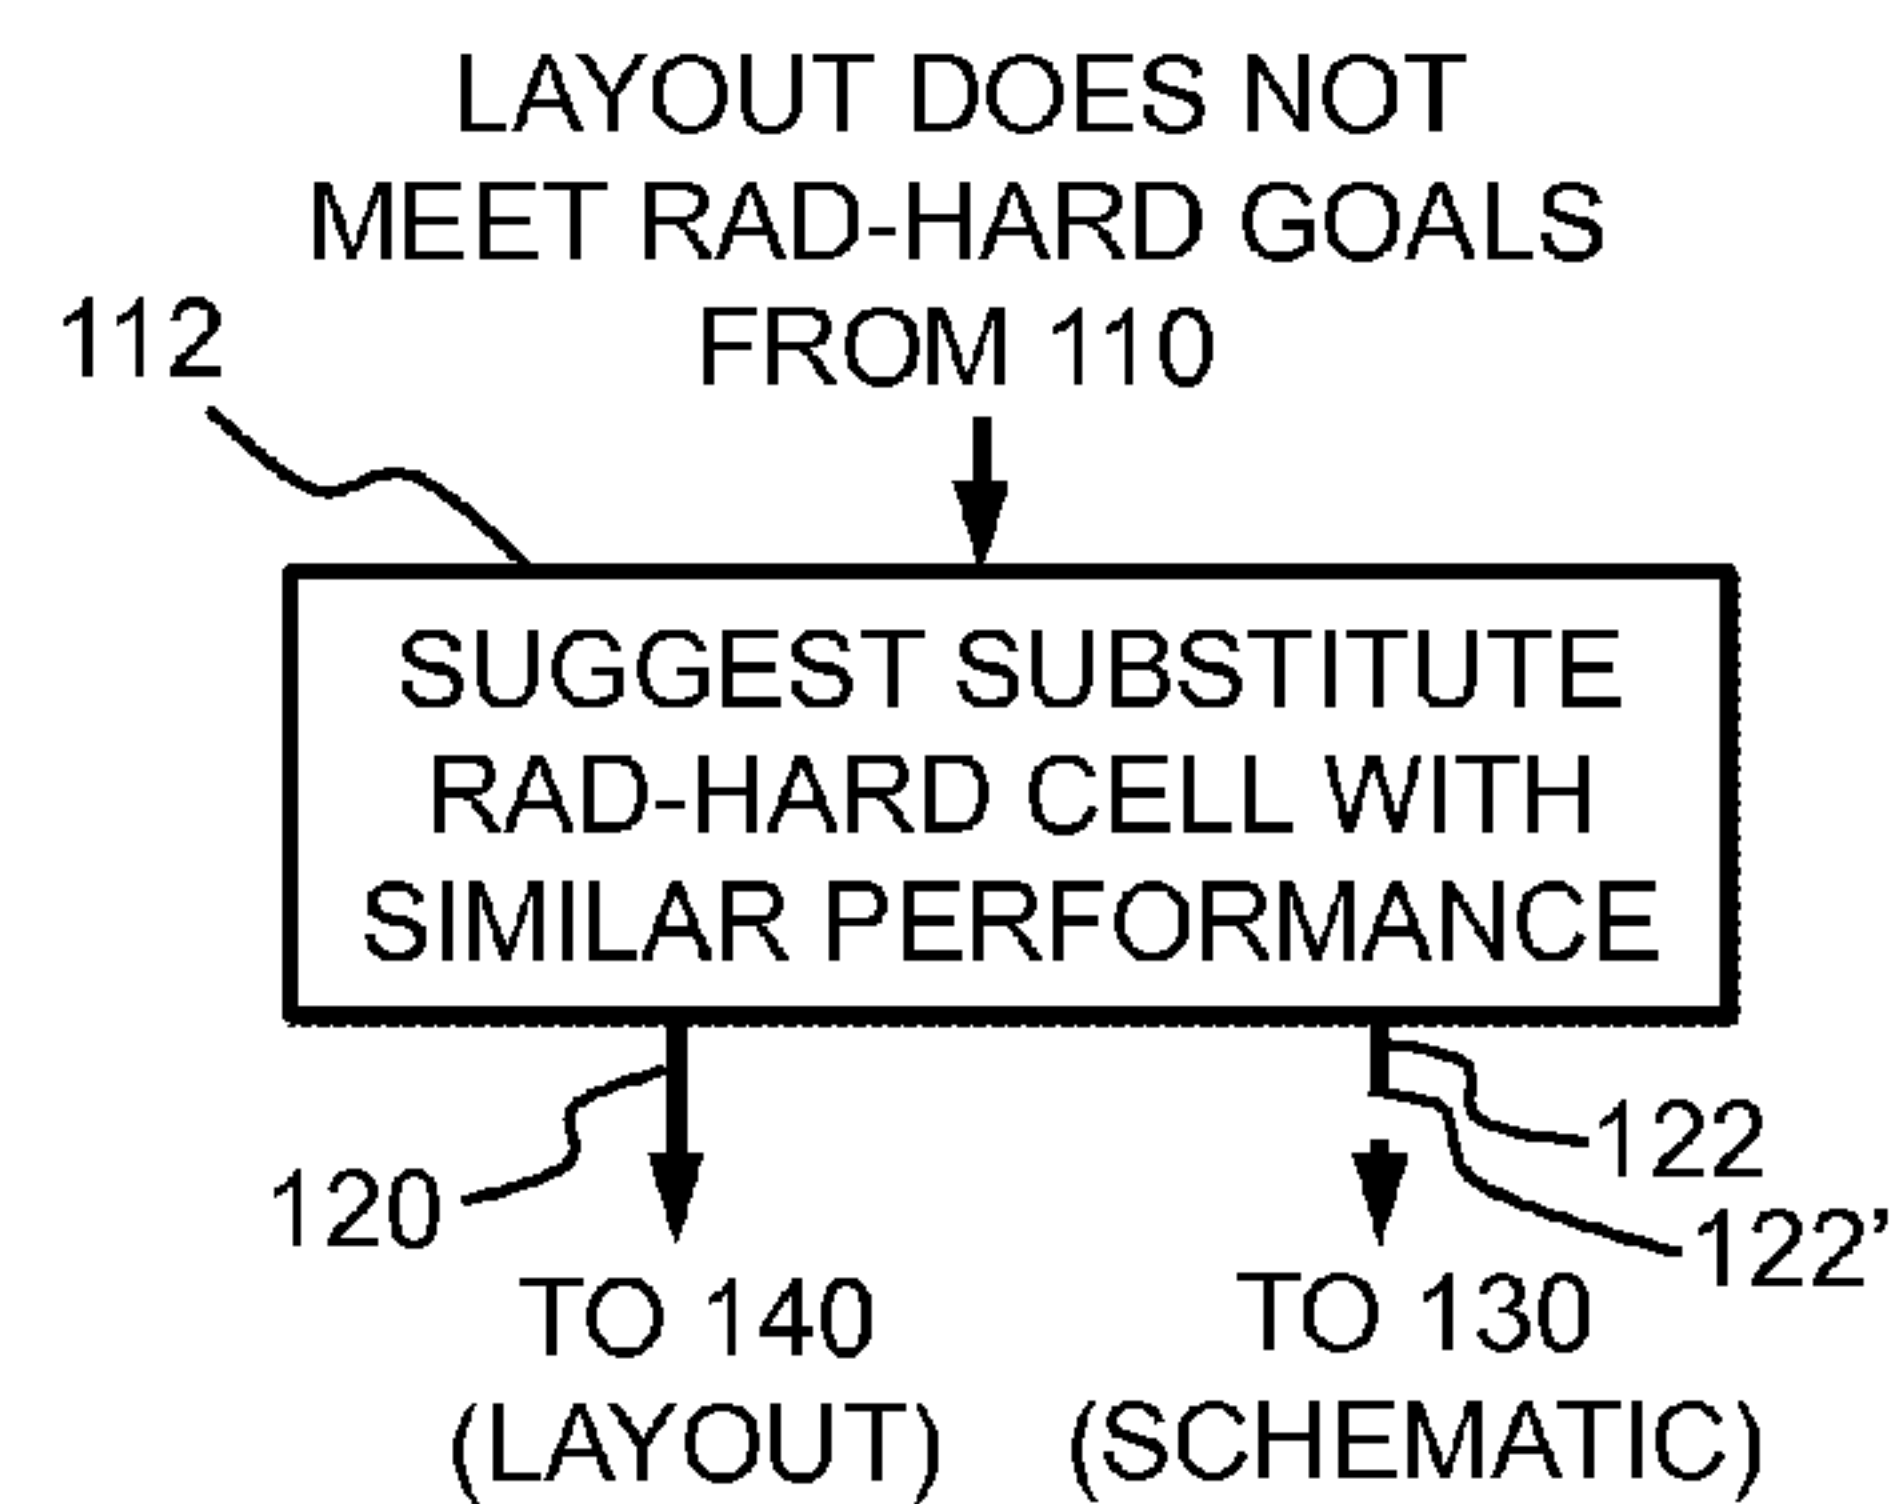 LAYOUT DOES NOT
MEET RAD-HARD GOALS
FROM 110
112
SUGGEST SUBSTITUTE
RAD-HARD CELL WITH
SIMILAR PERFORMANCE
120
122
122’
TO 140
(LAYOUT)
TO 130
(SCHEMATIC)